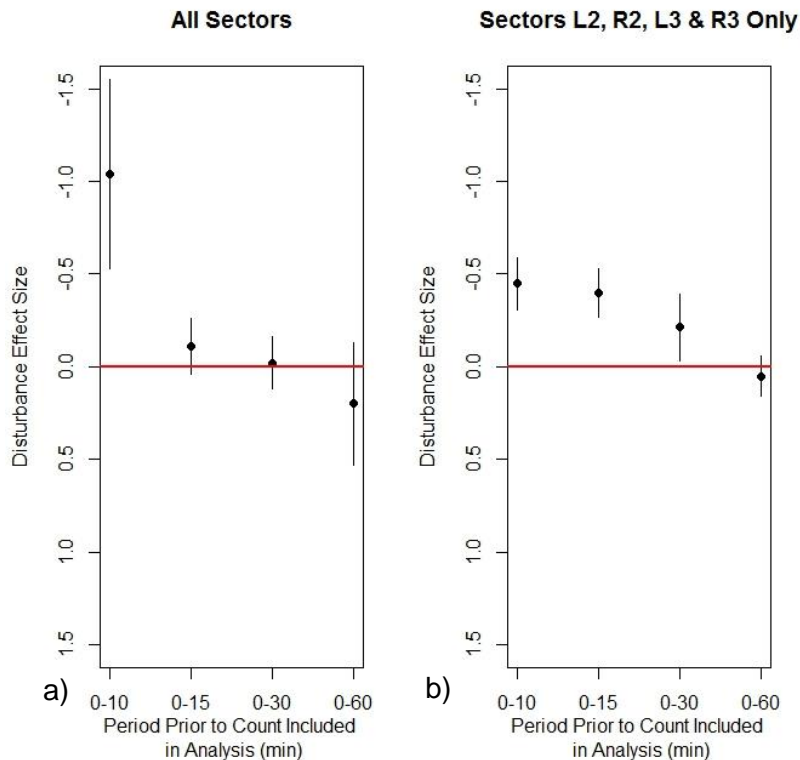 All Sectors
-1.5
-1.0
-0.5
0.0
0.5
1.0
1.5
Disturbance Effect Size
a)
0-10 0-15 0-30 0-60
Period Prior to Count Included
in Analysis (min)
Sectors L2, R2, L3 & R3 Only
-1.5
-1.0
-0.5
0.0
0.5
1.0
1.5
Disturbance Effect Size
b)
0-10 0-15 0-30 0-60
Period Prior to Count Included
in Analysis (min)